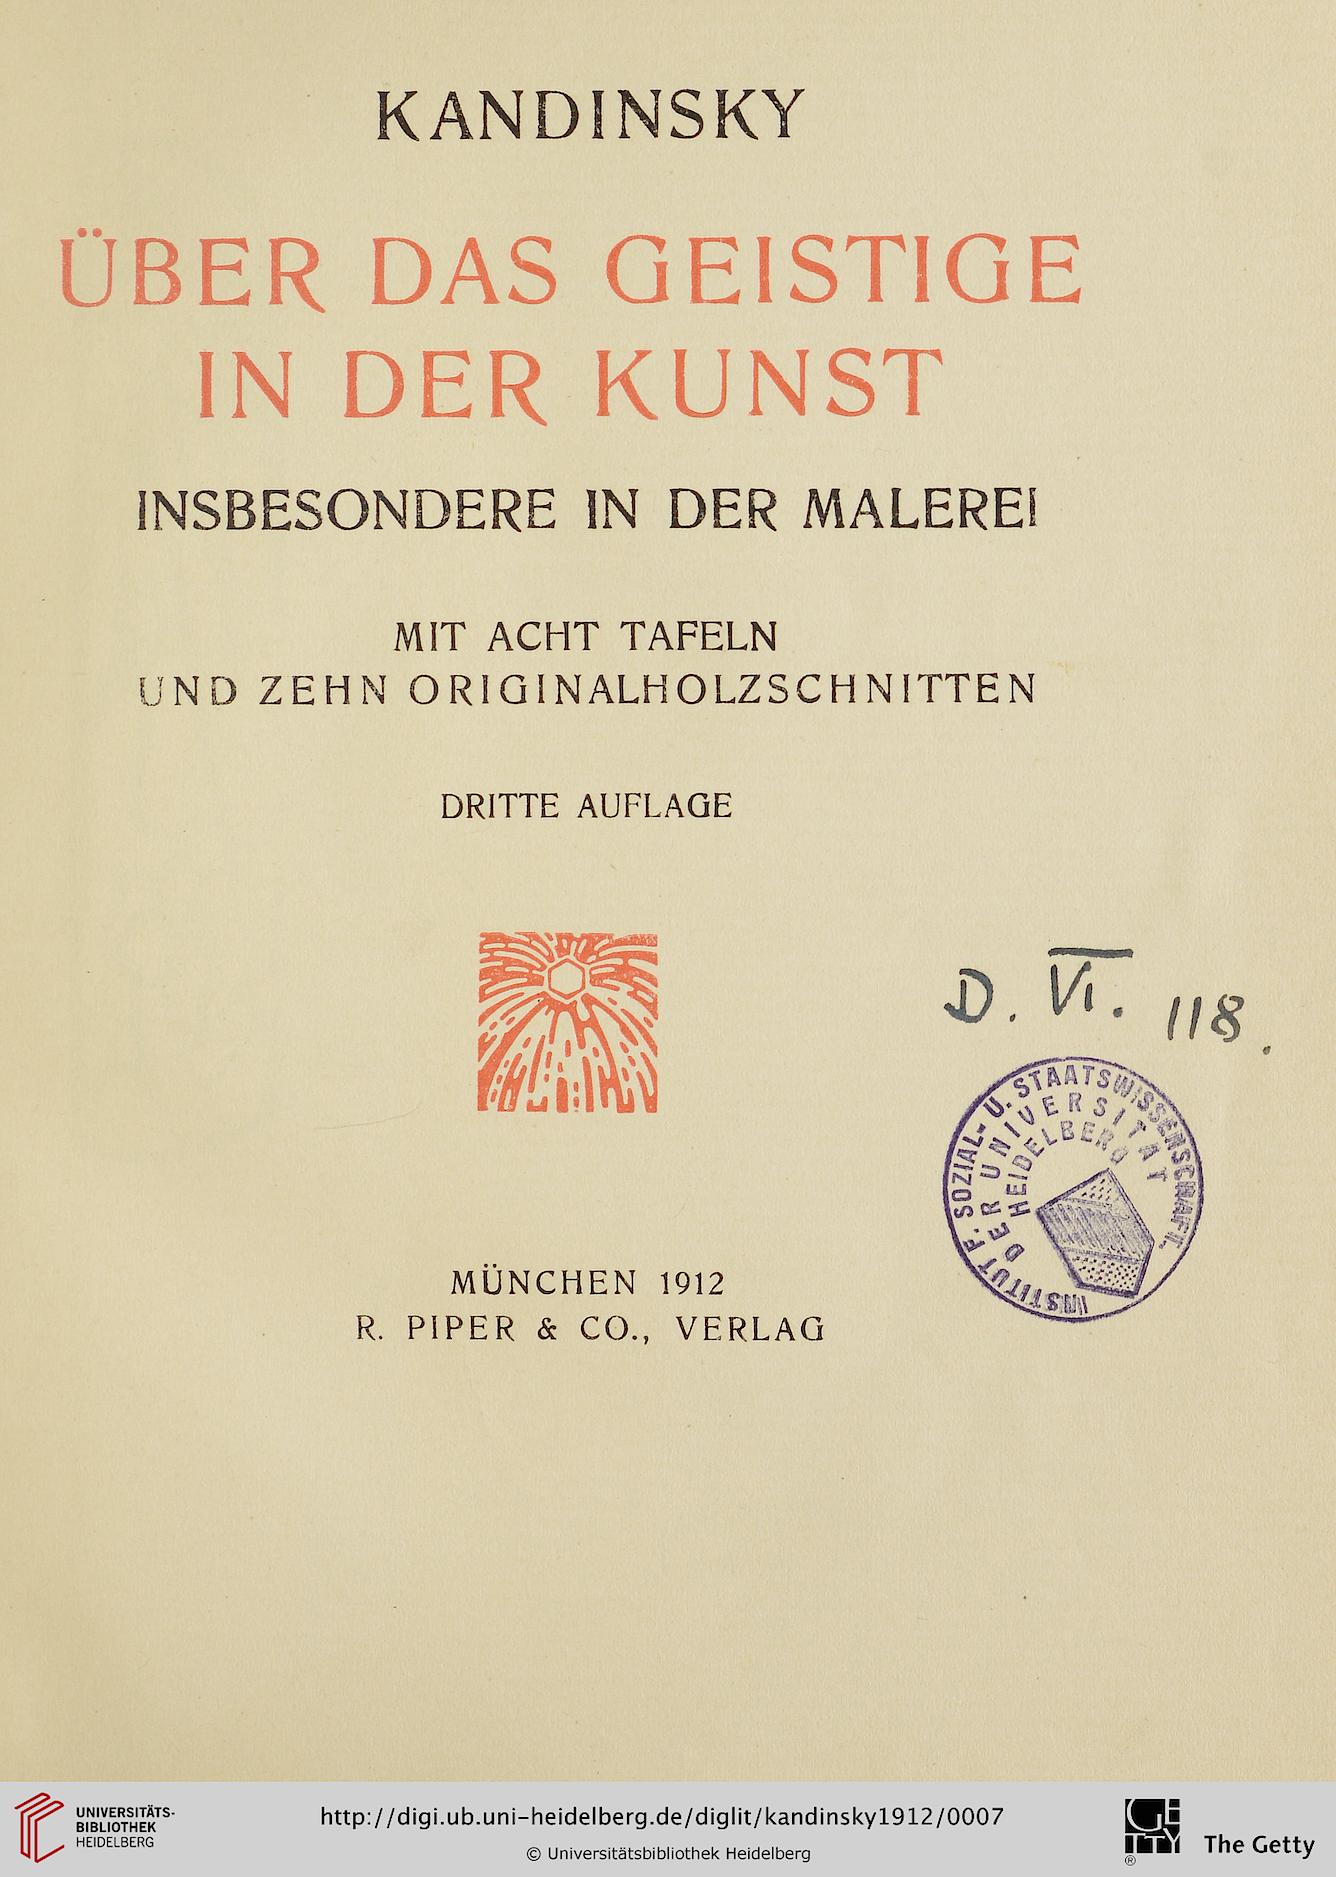 KANDINSKY
ÜBER DAS GEISTIGE
IN DER KUNST
INSBESONDERE IN DER MALEREI
MIT ACHT TAFELN
UND ZEHN ORIGINALHOLZSCHNITTEN
DRITTE AUFLAGE
D. VI. 118.
INSTITUT F. SOZIAL- U. STAATSWISSENSCHAFT.
DER UNIVERSITÄT
HEIDELBERG
MÜNCHEN 1912
R. PIPER & CO., VERLAG
UNIVERSITÄTS-
BIBLIOTHEK
HEIDELBERG
http://digi.ub.uni-heidelberg.de/diglit/kandinsky1912/0007
© Universitätsbibliothek Heidelberg
GETTY
®
The Getty